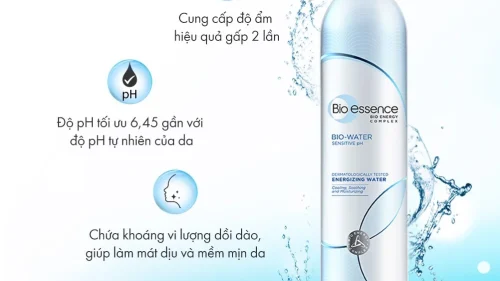 Cung cấp độ ẩm
hiệu quả gấp 2 lần
pH
Độ pH tối ưu 6,45 gần với
độ pH tự nhiên của da
Chứa khoáng vi lượng dồi dào,
giúp làm mát dịu và mềm mịn da
Bio essence
BIO ENERGY
COMPLEX
BIO-WATER
SENSITIVE pH
DERMATOLOGICALLY TESTED
ENERGIZING WATER
Cooling, Soothing
and Moisturizing